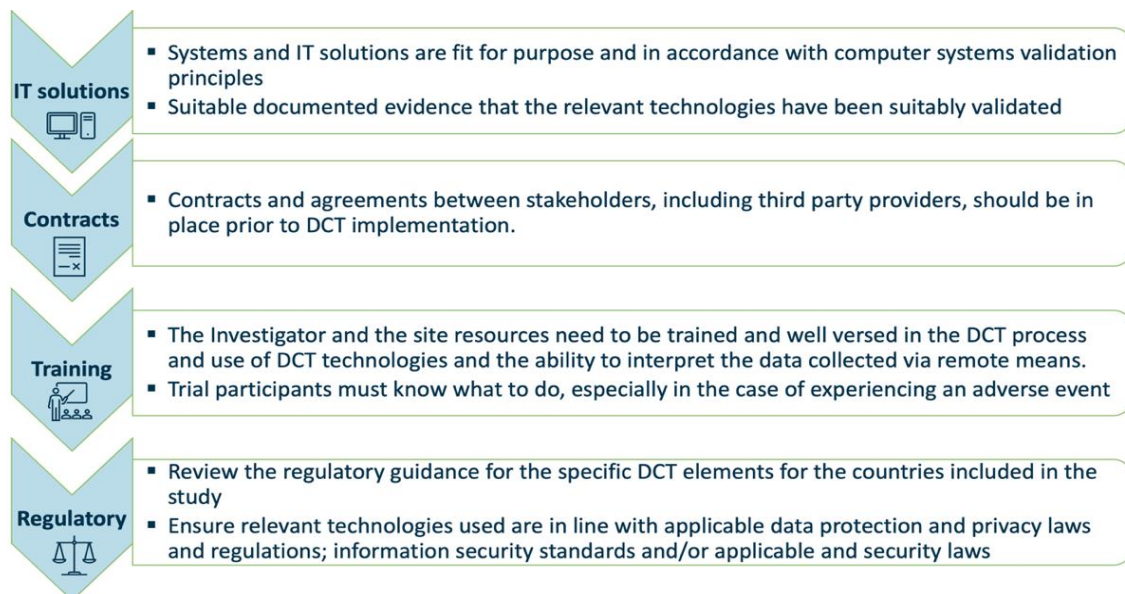 IT solutions
▪ Systems and IT solutions are fit for purpose and in accordance with computer systems validation
principles
▪ Suitable documented evidence that the relevant technologies have been suitably validated
Contracts
▪ Contracts and agreements between stakeholders, including third party providers, should be in
place prior to DCT implementation.
Training
▪ The Investigator and the site resources need to be trained and well versed in the DCT process
and use of DCT technologies and the ability to interpret the data collected via remote means.
▪ Trial participants must know what to do, especially in the case of experiencing an adverse event
Regulatory
▪ Review the regulatory guidance for the specific DCT elements for the countries included in the
study
▪ Ensure relevant technologies used are in line with applicable data protection and privacy laws
and regulations; information security standards and/or applicable and security laws